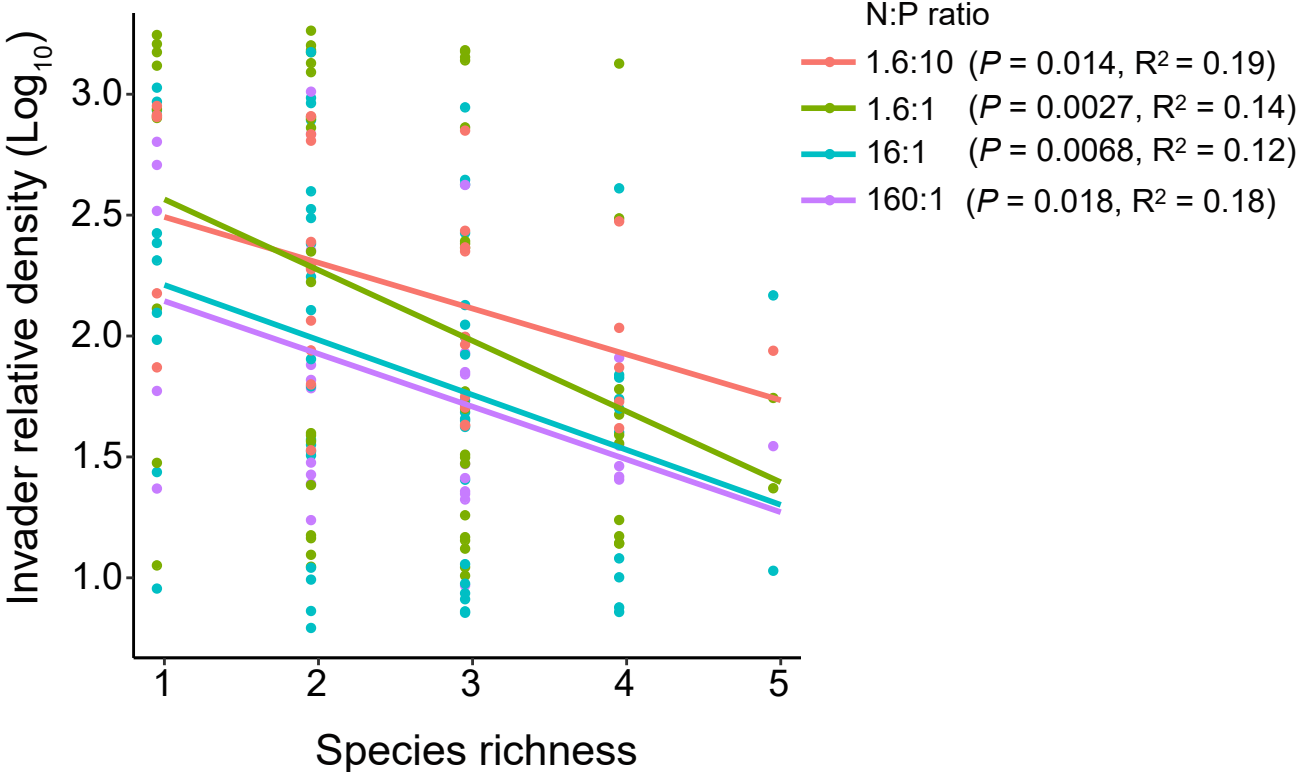 N:P ratio
1.6:10 (P = 0.014, R² = 0.19)
1.6:1 (P = 0.0027, R² = 0.14)
16:1 (P = 0.0068, R² = 0.12)
160:1 (P = 0.018, R² = 0.18)
Invader relative density (Log₁₀)
3.0
2.5
2.0
1.5
1.0
1 2 3 4 5
Species richness